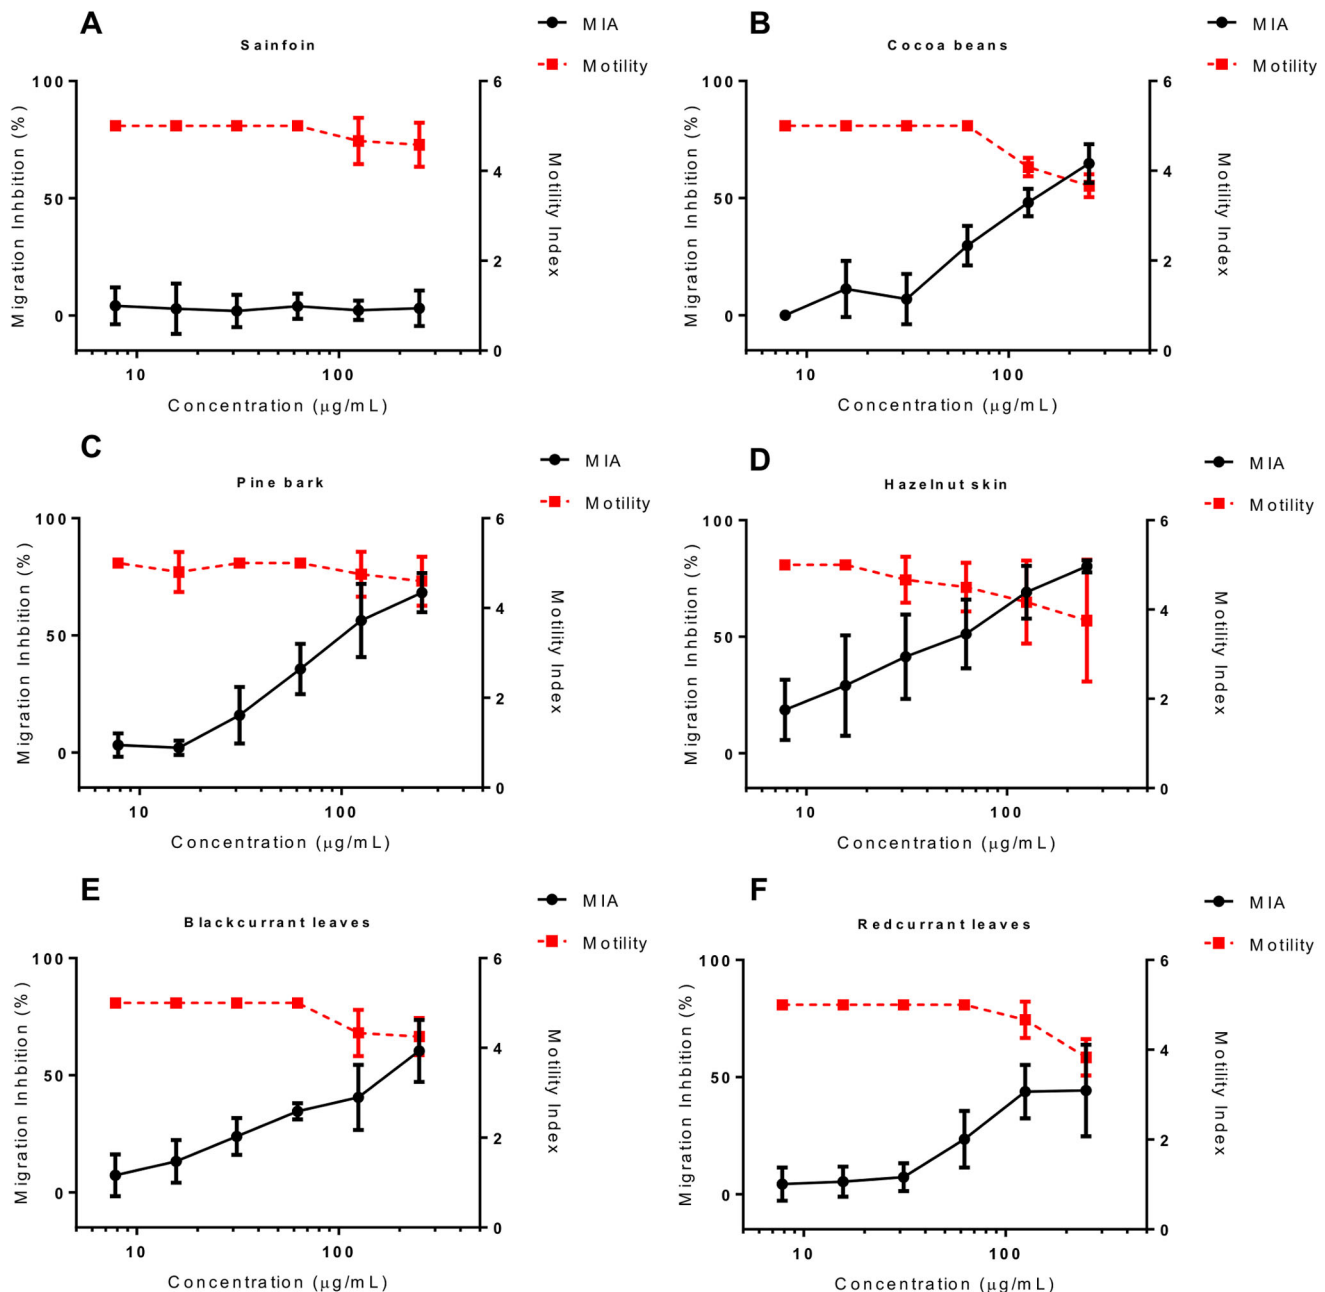 A
Sainfoin
MIA
Motility
100
50
0
6
4
2
0
Migration Inhbition (%)
Motility Index
10
100
Concentration (µg/mL)
B
Cocoa beans
MIA
Motility
100
50
0
6
4
2
0
Migration Inhbition (%)
Motility Index
10
100
Concentration (µg/mL)
C
Pine bark
MIA
Motility
100
50
0
6
4
2
0
Migration Inhbition (%)
Motility Index
10
100
Concentration (µg/mL)
D
Hazelnut skin
MIA
Motility
100
50
0
6
4
2
0
Migration Inhbition (%)
Motility Index
10
100
Concentration (µg/mL)
E
Blackcurrant leaves
MIA
Motility
100
50
0
6
4
2
0
Migration Inhbition (%)
Motility Index
10
100
Concentration (µg/mL)
F
Redcurrant leaves
MIA
Motility
100
50
0
6
4
2
0
Migration Inhbition (%)
Motility Index
10
100
Concentration (µg/mL)